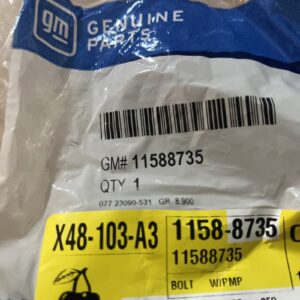 gm GENUINE
PARTS
GM# 11588735
QTY 1
077 23090-531 GR. 8.900
X48-103-A3
1158-8735
11588735
BOLT W/PMP